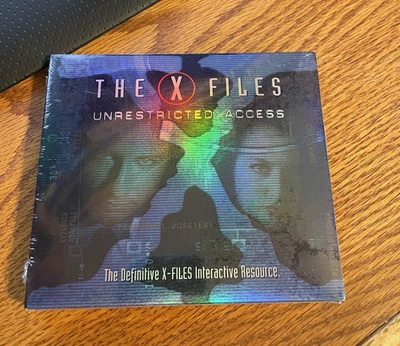 THE X FILES
UNRESTRICTED ACCESS
The Definitive X-FILES Interactive Resource.